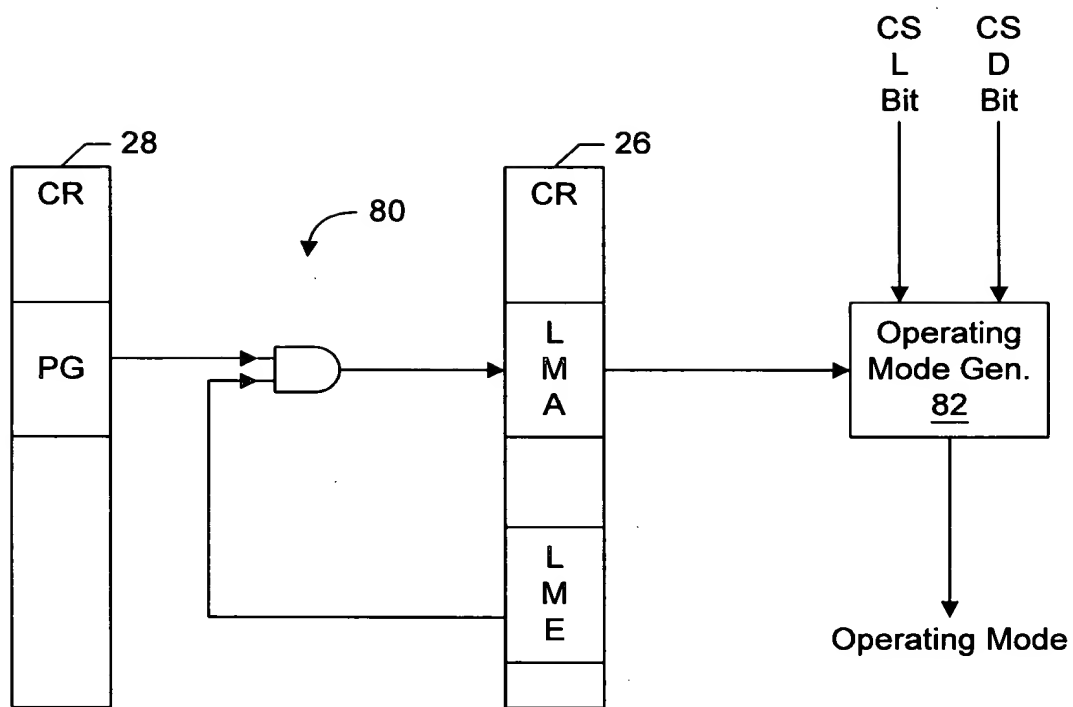 CS
L
Bit
CS
D
Bit
28
CR
PG
80
26
CR
L
M
A
L
M
E
Operating
Mode Gen.
82
Operating Mode